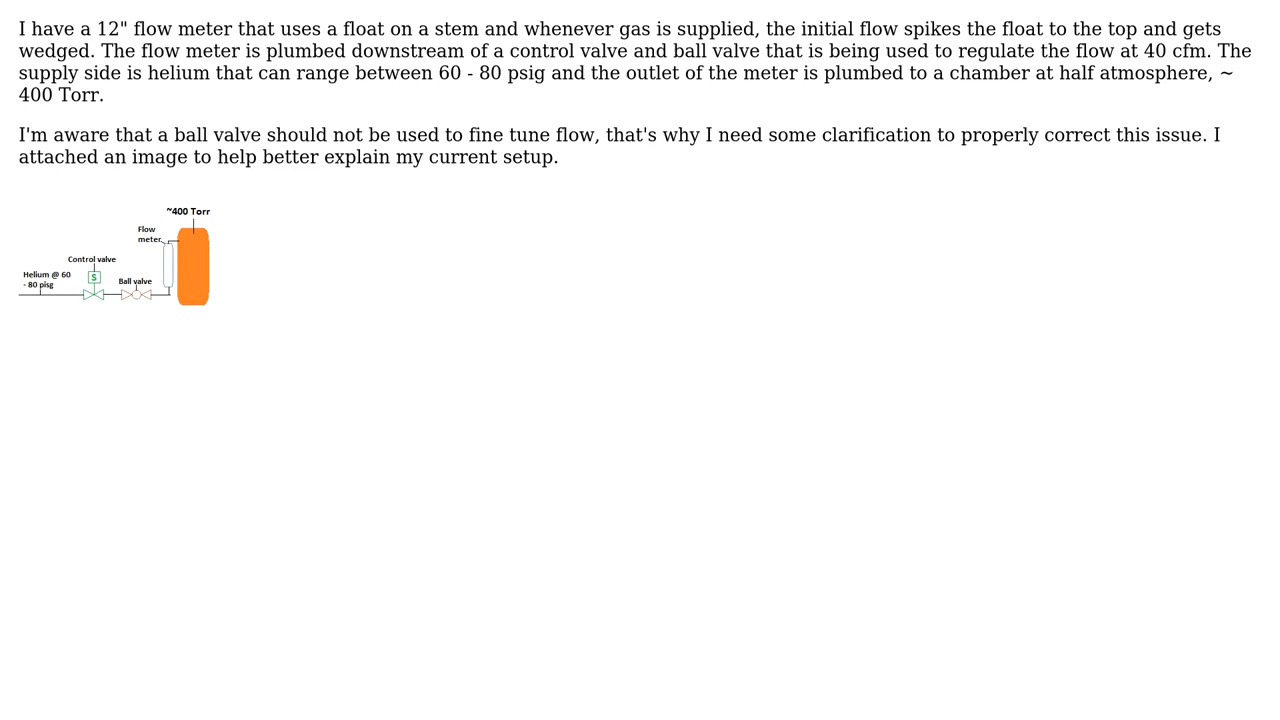 I have a 12" flow meter that uses a float on a stem and whenever gas is supplied, the initial flow spikes the float to the top and gets
wedged. The flow meter is plumbed downstream of a control valve and ball valve that is being used to regulate the flow at 40 cfm. The
supply side is helium that can range between 60 - 80 psig and the outlet of the meter is plumbed to a chamber at half atmosphere, ~
400 Torr.
I'm aware that a ball valve should not be used to fine tune flow, that's why I need some clarification to properly correct this issue. I
attached an image to help better explain my current setup.
~400 Torr
Flow
meter
Control valve
Helium @ 60
- 80 pisg
S
Ball valve